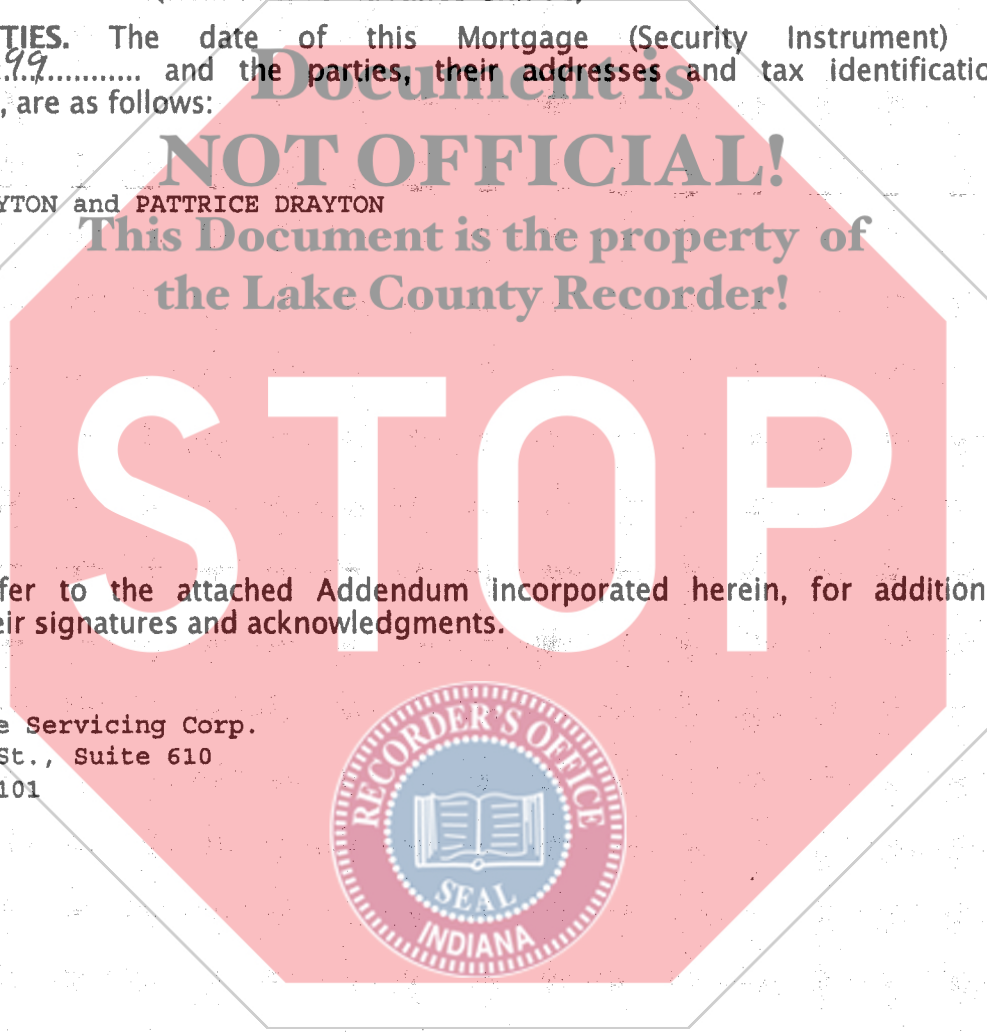 TIES. The date of this Mortgage (Security Instrument)
99 ............ and the parties, their addresses and tax identificatio
, are as follows:
Document is
NOT OFFICIAL!
YTON and PATTRICE DRAYTON
This Document is the property of
the Lake County Recorder!
STOP
fer to the attached Addendum incorporated herein, for addition
eir signatures and acknowledgments.
e Servicing Corp.
St., Suite 610
101
RECORDER'S OFFICE
SEAL
INDIANA